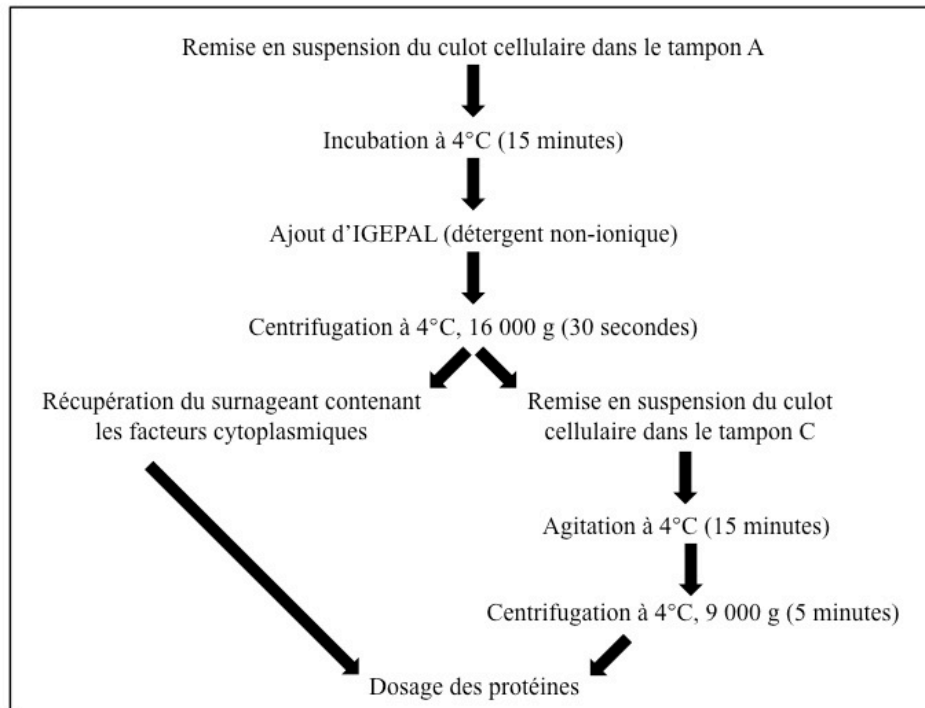 Remise en suspension du culot cellulaire dans le tampon A
Incubation à 4°C (15 minutes)
Ajout d'IGEPAL (détergent non-ionique)
Centrifugation à 4°C, 16 000 g (30 secondes)
Récupération du surnageant contenant
les facteurs cytoplasmiques
Remise en suspension du culot
cellulaire dans le tampon C
Agitation à 4°C (15 minutes)
Centrifugation à 4°C, 9 000 g (5 minutes)
Dosage des protéines